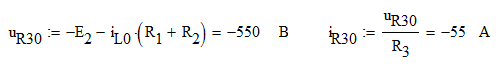 u_R30 := -E_2 - i_L0·(R_1 + R_2) = -550 В i_R30 := u_R30 / R_3 = -55 А